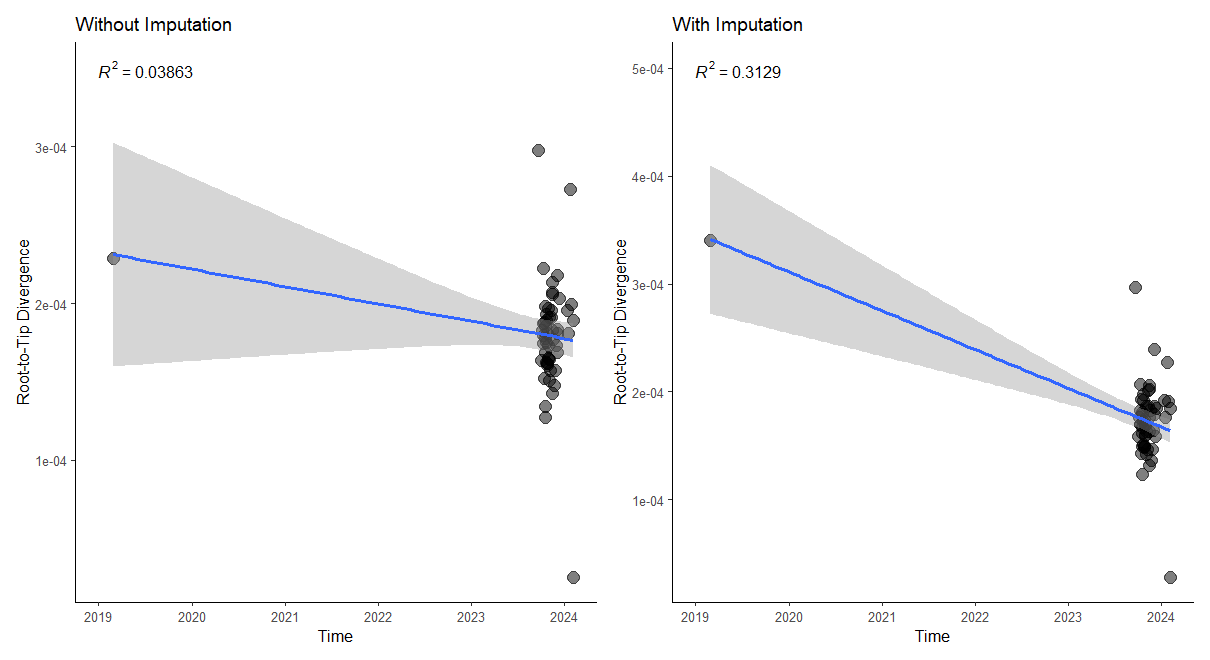 Without Imputation
R² = 0.03863
3e-04
2e-04
1e-04
Root-to-Tip Divergence
2019 2020 2021 2022 2023 2024
Time
With Imputation
R² = 0.3129
5e-04
4e-04
3e-04
2e-04
1e-04
Root-to-Tip Divergence
2019 2020 2021 2022 2023 2024
Time